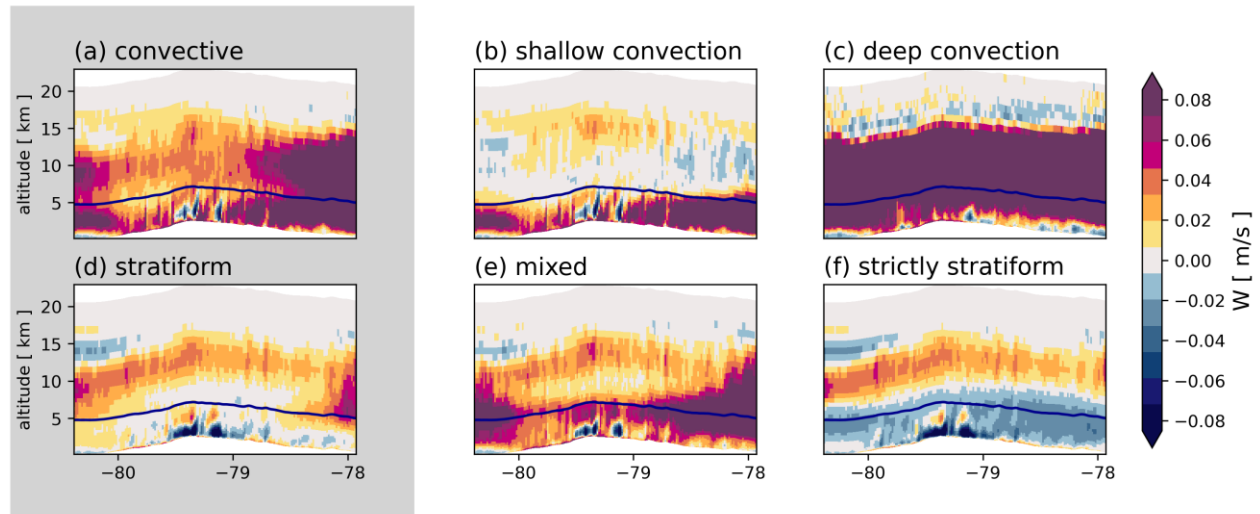 (a) convective
(b) shallow convection
(c) deep convection
altitude [ km ]
20
15
10
5
(d) stratiform
(e) mixed
(f) strictly stratiform
altitude [ km ]
20
15
10
5
−80
−79
−78
−80
−79
−78
−80
−79
−78
0.08
0.06
0.04
0.02
0.00
−0.02
−0.04
−0.06
−0.08
W [ m/s ]